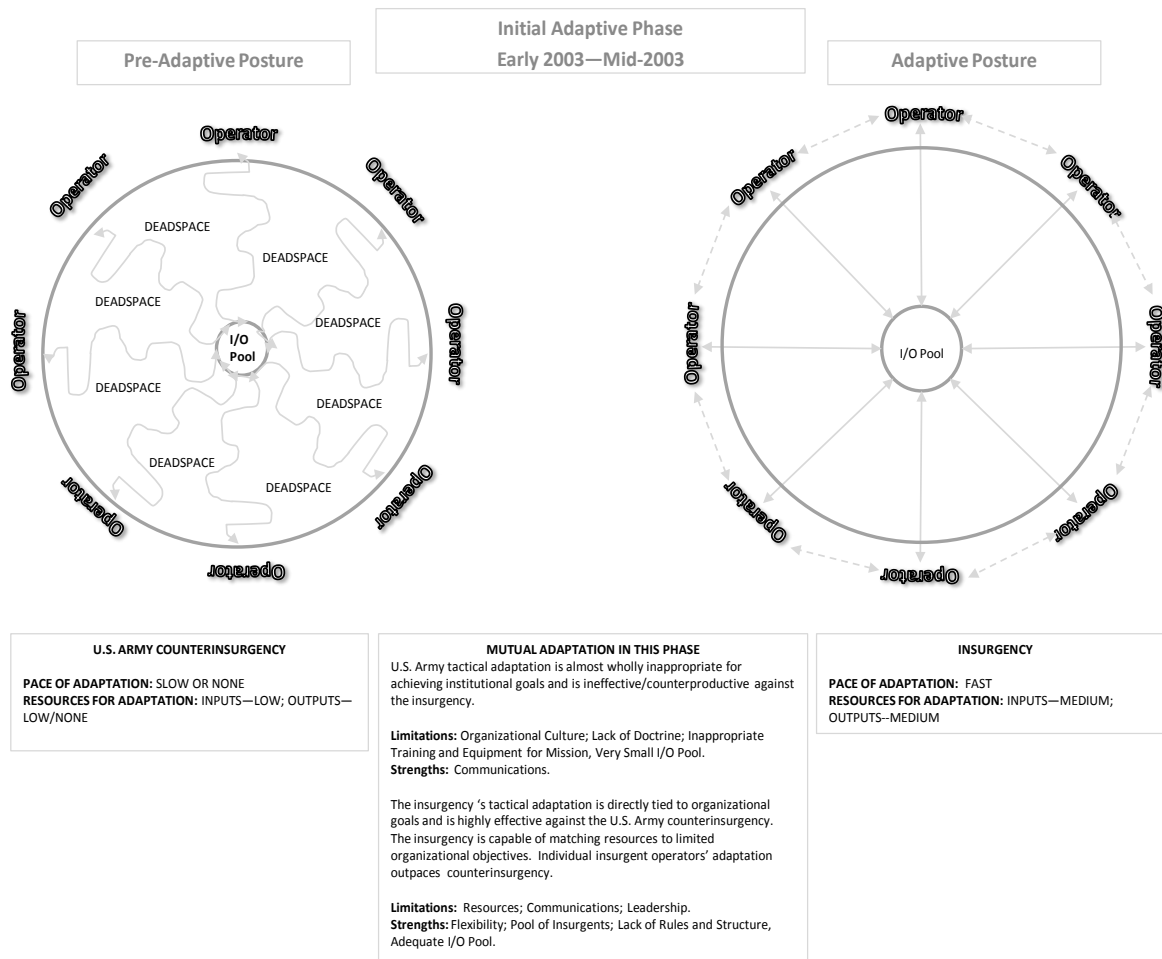 Initial Adaptive Phase
Early 2003—Mid-2003
Pre-Adaptive Posture
Adaptive Posture
Operator
Operator
Operator
Operator
Operator
Operator
Operator
Operator
DEADSPACE
DEADSPACE
DEADSPACE
DEADSPACE
DEADSPACE
DEADSPACE
DEADSPACE
DEADSPACE
I/O
Pool
Operator
Operator
Operator
Operator
Operator
Operator
Operator
Operator
I/O Pool
U.S. ARMY COUNTERINSURGENCY
PACE OF ADAPTATION: SLOW OR NONE
RESOURCES FOR ADAPTATION: INPUTS—LOW; OUTPUTS—
LOW/NONE
MUTUAL ADAPTATION IN THIS PHASE
U.S. Army tactical adaptation is almost wholly inappropriate for
achieving institutional goals and is ineffective/counterproductive against
the insurgency.
Limitations: Organizational Culture; Lack of Doctrine; Inappropriate
Training and Equipment for Mission, Very Small I/O Pool.
Strengths: Communications.
The insurgency 's tactical adaptation is directly tied to organizational
goals and is highly effective against the U.S. Army counterinsurgency.
The insurgency is capable of matching resources to limited
organizational objectives. Individual insurgent operators' adaptation
outpaces counterinsurgency.
Limitations: Resources; Communications; Leadership.
Strengths: Flexibility; Pool of Insurgents; Lack of Rules and Structure,
Adequate I/O Pool.
INSURGENCY
PACE OF ADAPTATION: FAST
RESOURCES FOR ADAPTATION: INPUTS—MEDIUM;
OUTPUTS--MEDIUM